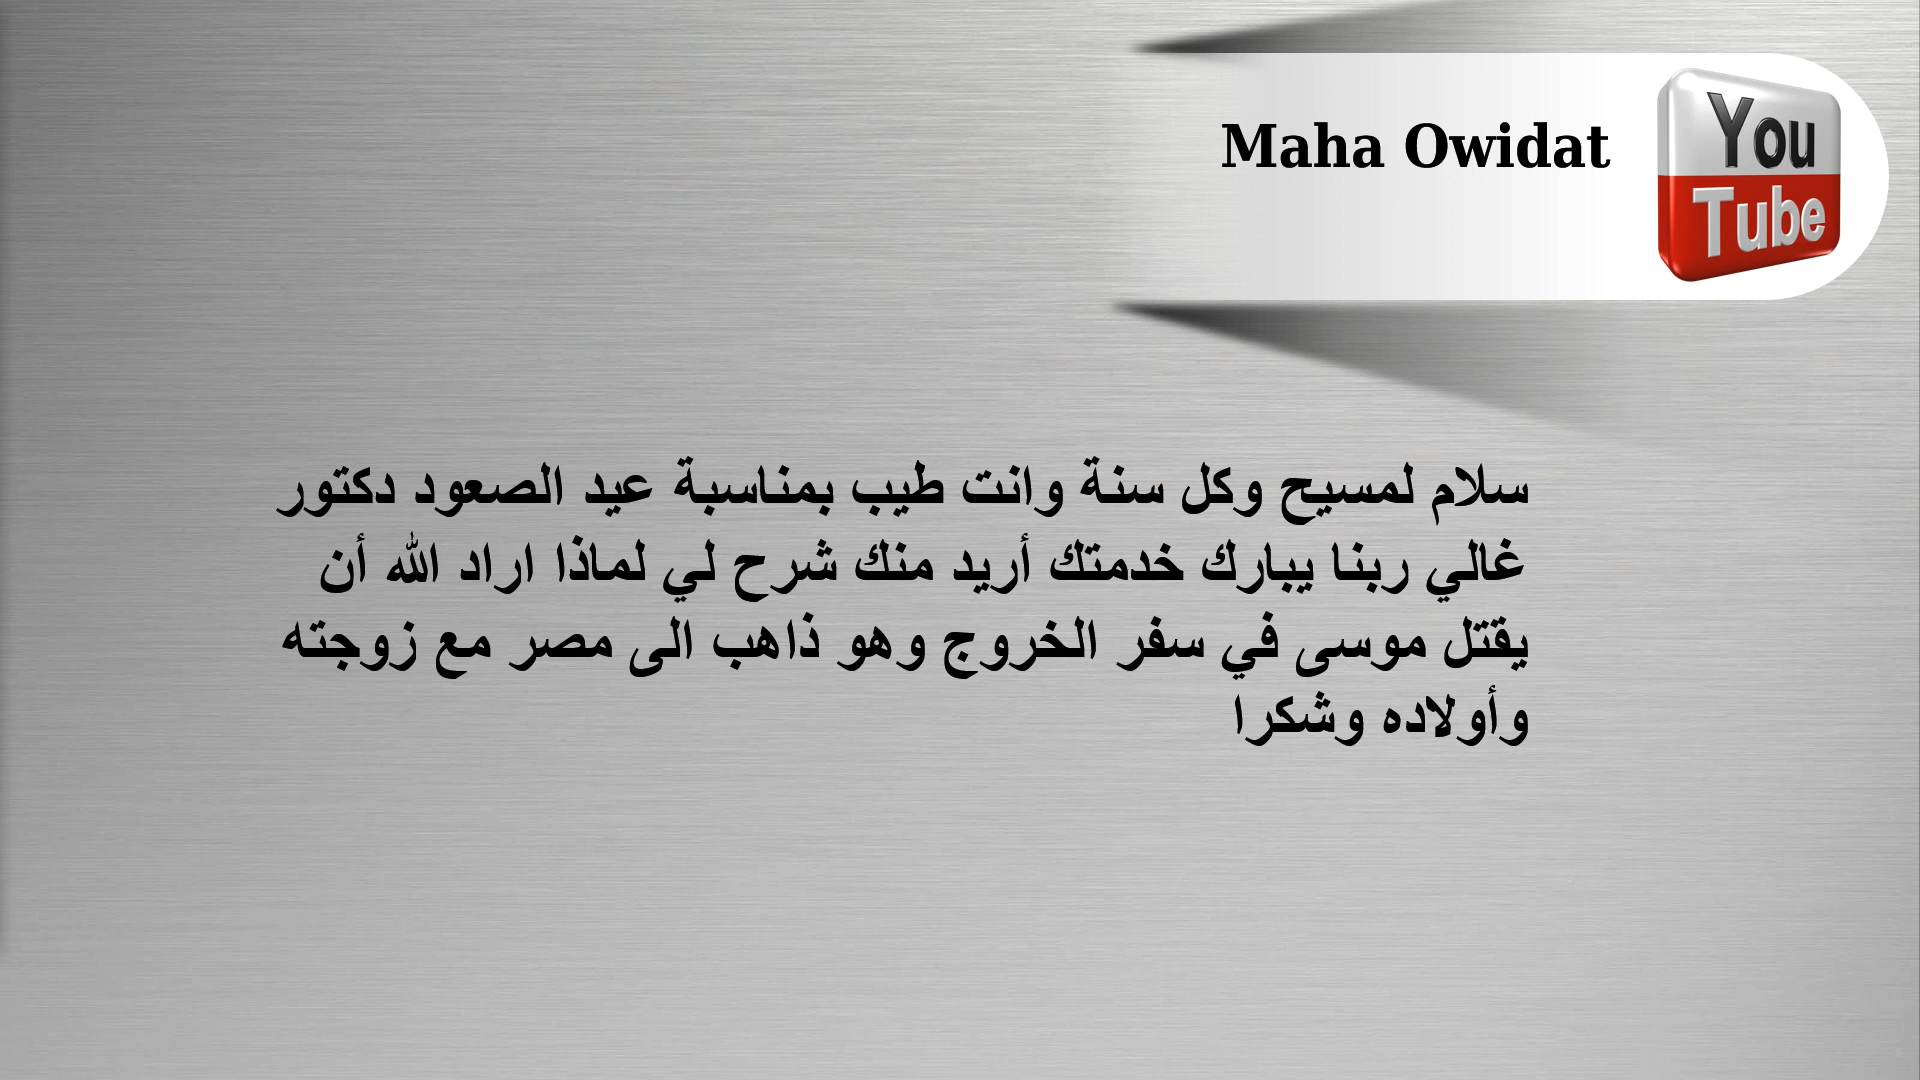 Maha Owidat
You
Tube
سلام لمسيح وكل سنة وانت طيب بمناسبة عيد الصعود دكتور
غالي ربنا يبارك خدمتك أريد منك شرح لي لماذا اراد الله أن
يقتل موسى في سفر الخروج وهو ذاهب الى مصر مع زوجته
وأولاده وشكرا